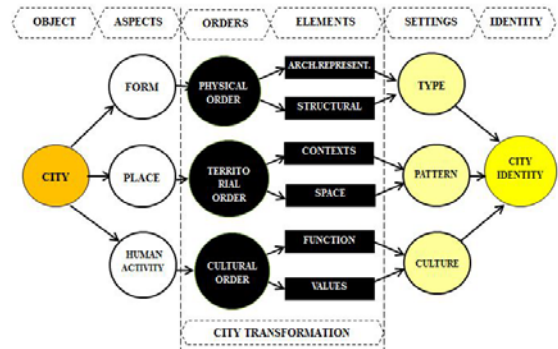 OBJECT ASPECTS ORDERS ELEMENTS SETTINGS IDENTITY
FORM
PHYSICAL
ORDER
ARCH.REPRESENT.
STRUCTURAL
TYPE
CITY
PLACE
TERRITO
RIAL
ORDER
CONTEXTS
SPACE
PATTERN
CITY
IDENTITY
HUMAN
ACTIVITY
CULTURAL
ORDER
FUNCTION
VALUES
CULTURE
CITY TRANSFORMATION